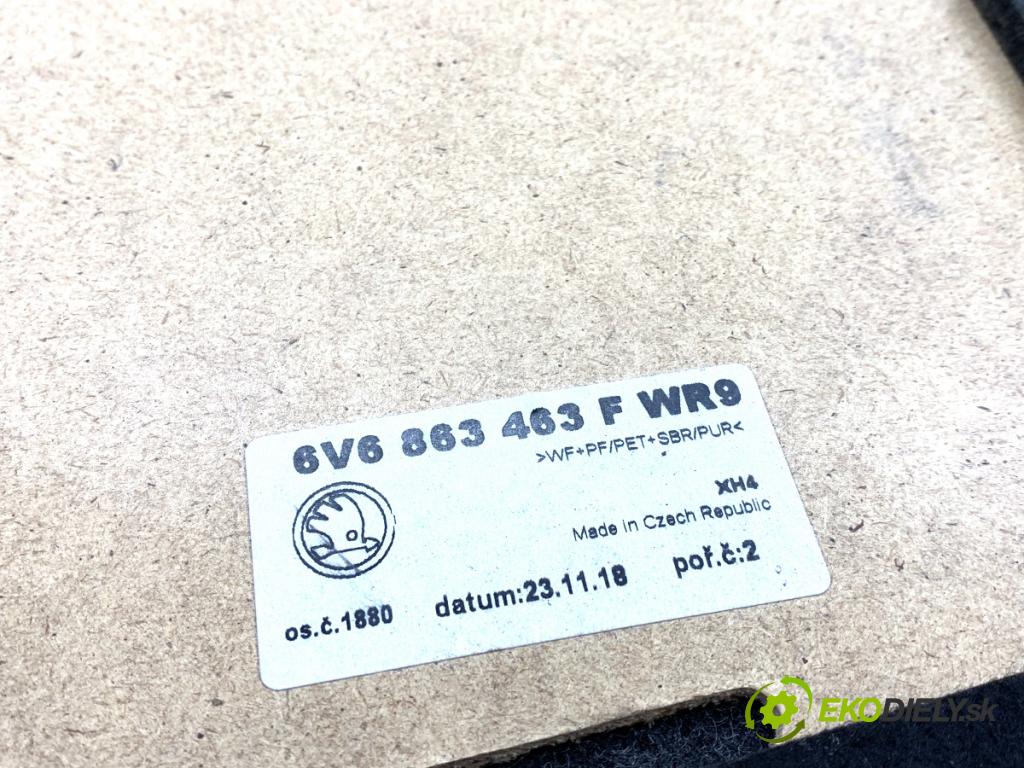 6V6 863 463 F WR9
>WF+PF/PET+SBR/PUR<
XH4
Made in Czech Republic
os.č.1880 datum:23.11.18 poř.č:2
EKODIELY.sk